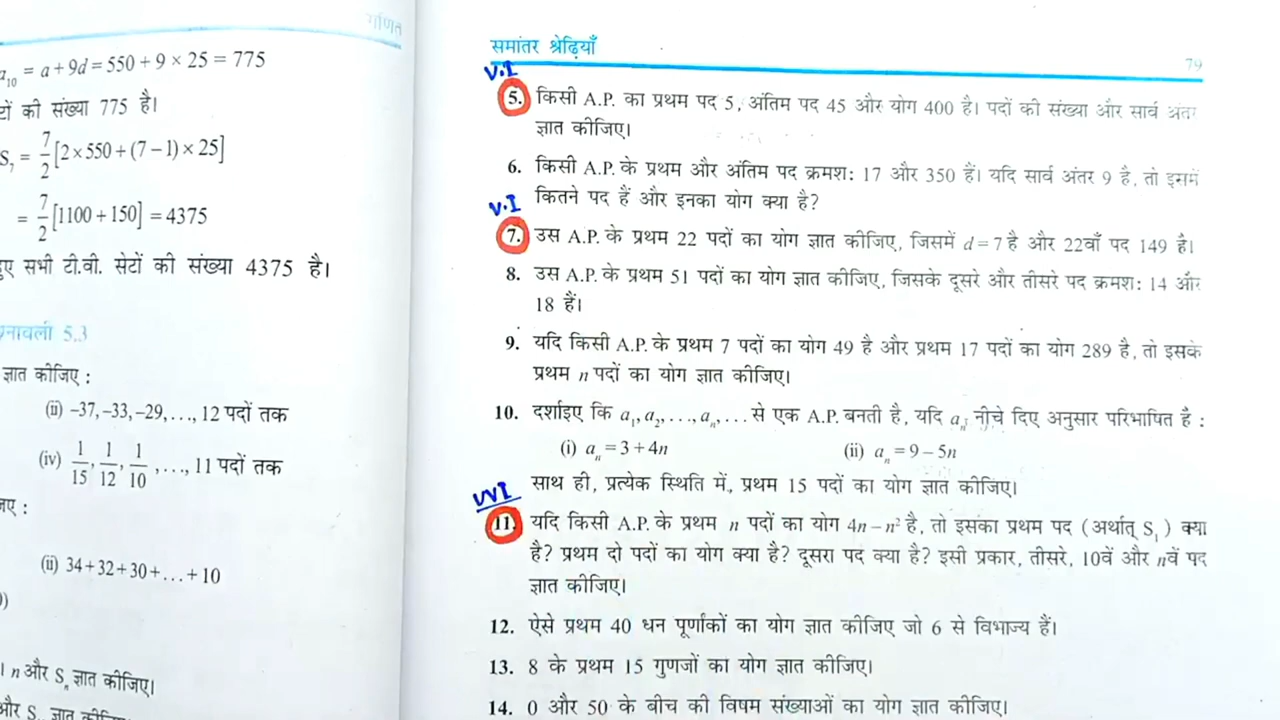 गणित
a₁₀ = a + 9d = 550 + 9 × 25 = 775
टों की संख्या 775 है।
S₇ = 7/2 [2 × 550 + (7 – 1) × 25]
= 7/2 [1100 + 150] = 4375
हुए सभी टी.वी. सेटों की संख्या 4375 है।
श्नावली 5.3
ज्ञात कीजिए :
(ii) –37, –33, –29, . . ., 12 पदों तक
(iv) 1/15, 1/12, 1/10, . . ., 11 पदों तक
जिए :
(ii) 34 + 32 + 30 + . . . + 10
)
। n और Sₙ ज्ञात कीजिए।
समांतर श्रेढ़ियाँ
79
V.I
5. किसी A.P. का प्रथम पद 5, अंतिम पद 45 और योग 400 है। पदों की संख्या और सार्व अंतर
ज्ञात कीजिए।
6. किसी A.P. के प्रथम और अंतिम पद क्रमश: 17 और 350 हैं। यदि सार्व अंतर 9 है, तो इसमें
कितने पद हैं और इनका योग क्या है?
V.I
7. उस A.P. के प्रथम 22 पदों का योग ज्ञात कीजिए, जिसमें d = 7 है और 22वाँ पद 149 है।
8. उस A.P. के प्रथम 51 पदों का योग ज्ञात कीजिए, जिसके दूसरे और तीसरे पद क्रमश: 14 और
18 हैं।
9. यदि किसी A.P. के प्रथम 7 पदों का योग 49 है और प्रथम 17 पदों का योग 289 है, तो इसके
प्रथम n पदों का योग ज्ञात कीजिए।
10. दर्शाइए कि a₁, a₂, . . ., aₙ, . . . से एक A.P. बनती है, यदि aₙ नीचे दिए अनुसार परिभाषित है :
(i) aₙ = 3 + 4n (ii) aₙ = 9 – 5n
साथ ही, प्रत्येक स्थिति में, प्रथम 15 पदों का योग ज्ञात कीजिए।
VVI
11. यदि किसी A.P. के प्रथम n पदों का योग 4n – n² है, तो इसका प्रथम पद (अर्थात् S₁) क्या
है? प्रथम दो पदों का योग क्या है? दूसरा पद क्या है? इसी प्रकार, तीसरे, 10वें और nवें पद
ज्ञात कीजिए।
12. ऐसे प्रथम 40 धन पूर्णांकों का योग ज्ञात कीजिए जो 6 से विभाज्य हैं।
13. 8 के प्रथम 15 गुणजों का योग ज्ञात कीजिए।
14. 0 और 50 के बीच की विषम संख्याओं का योग ज्ञात कीजिए।